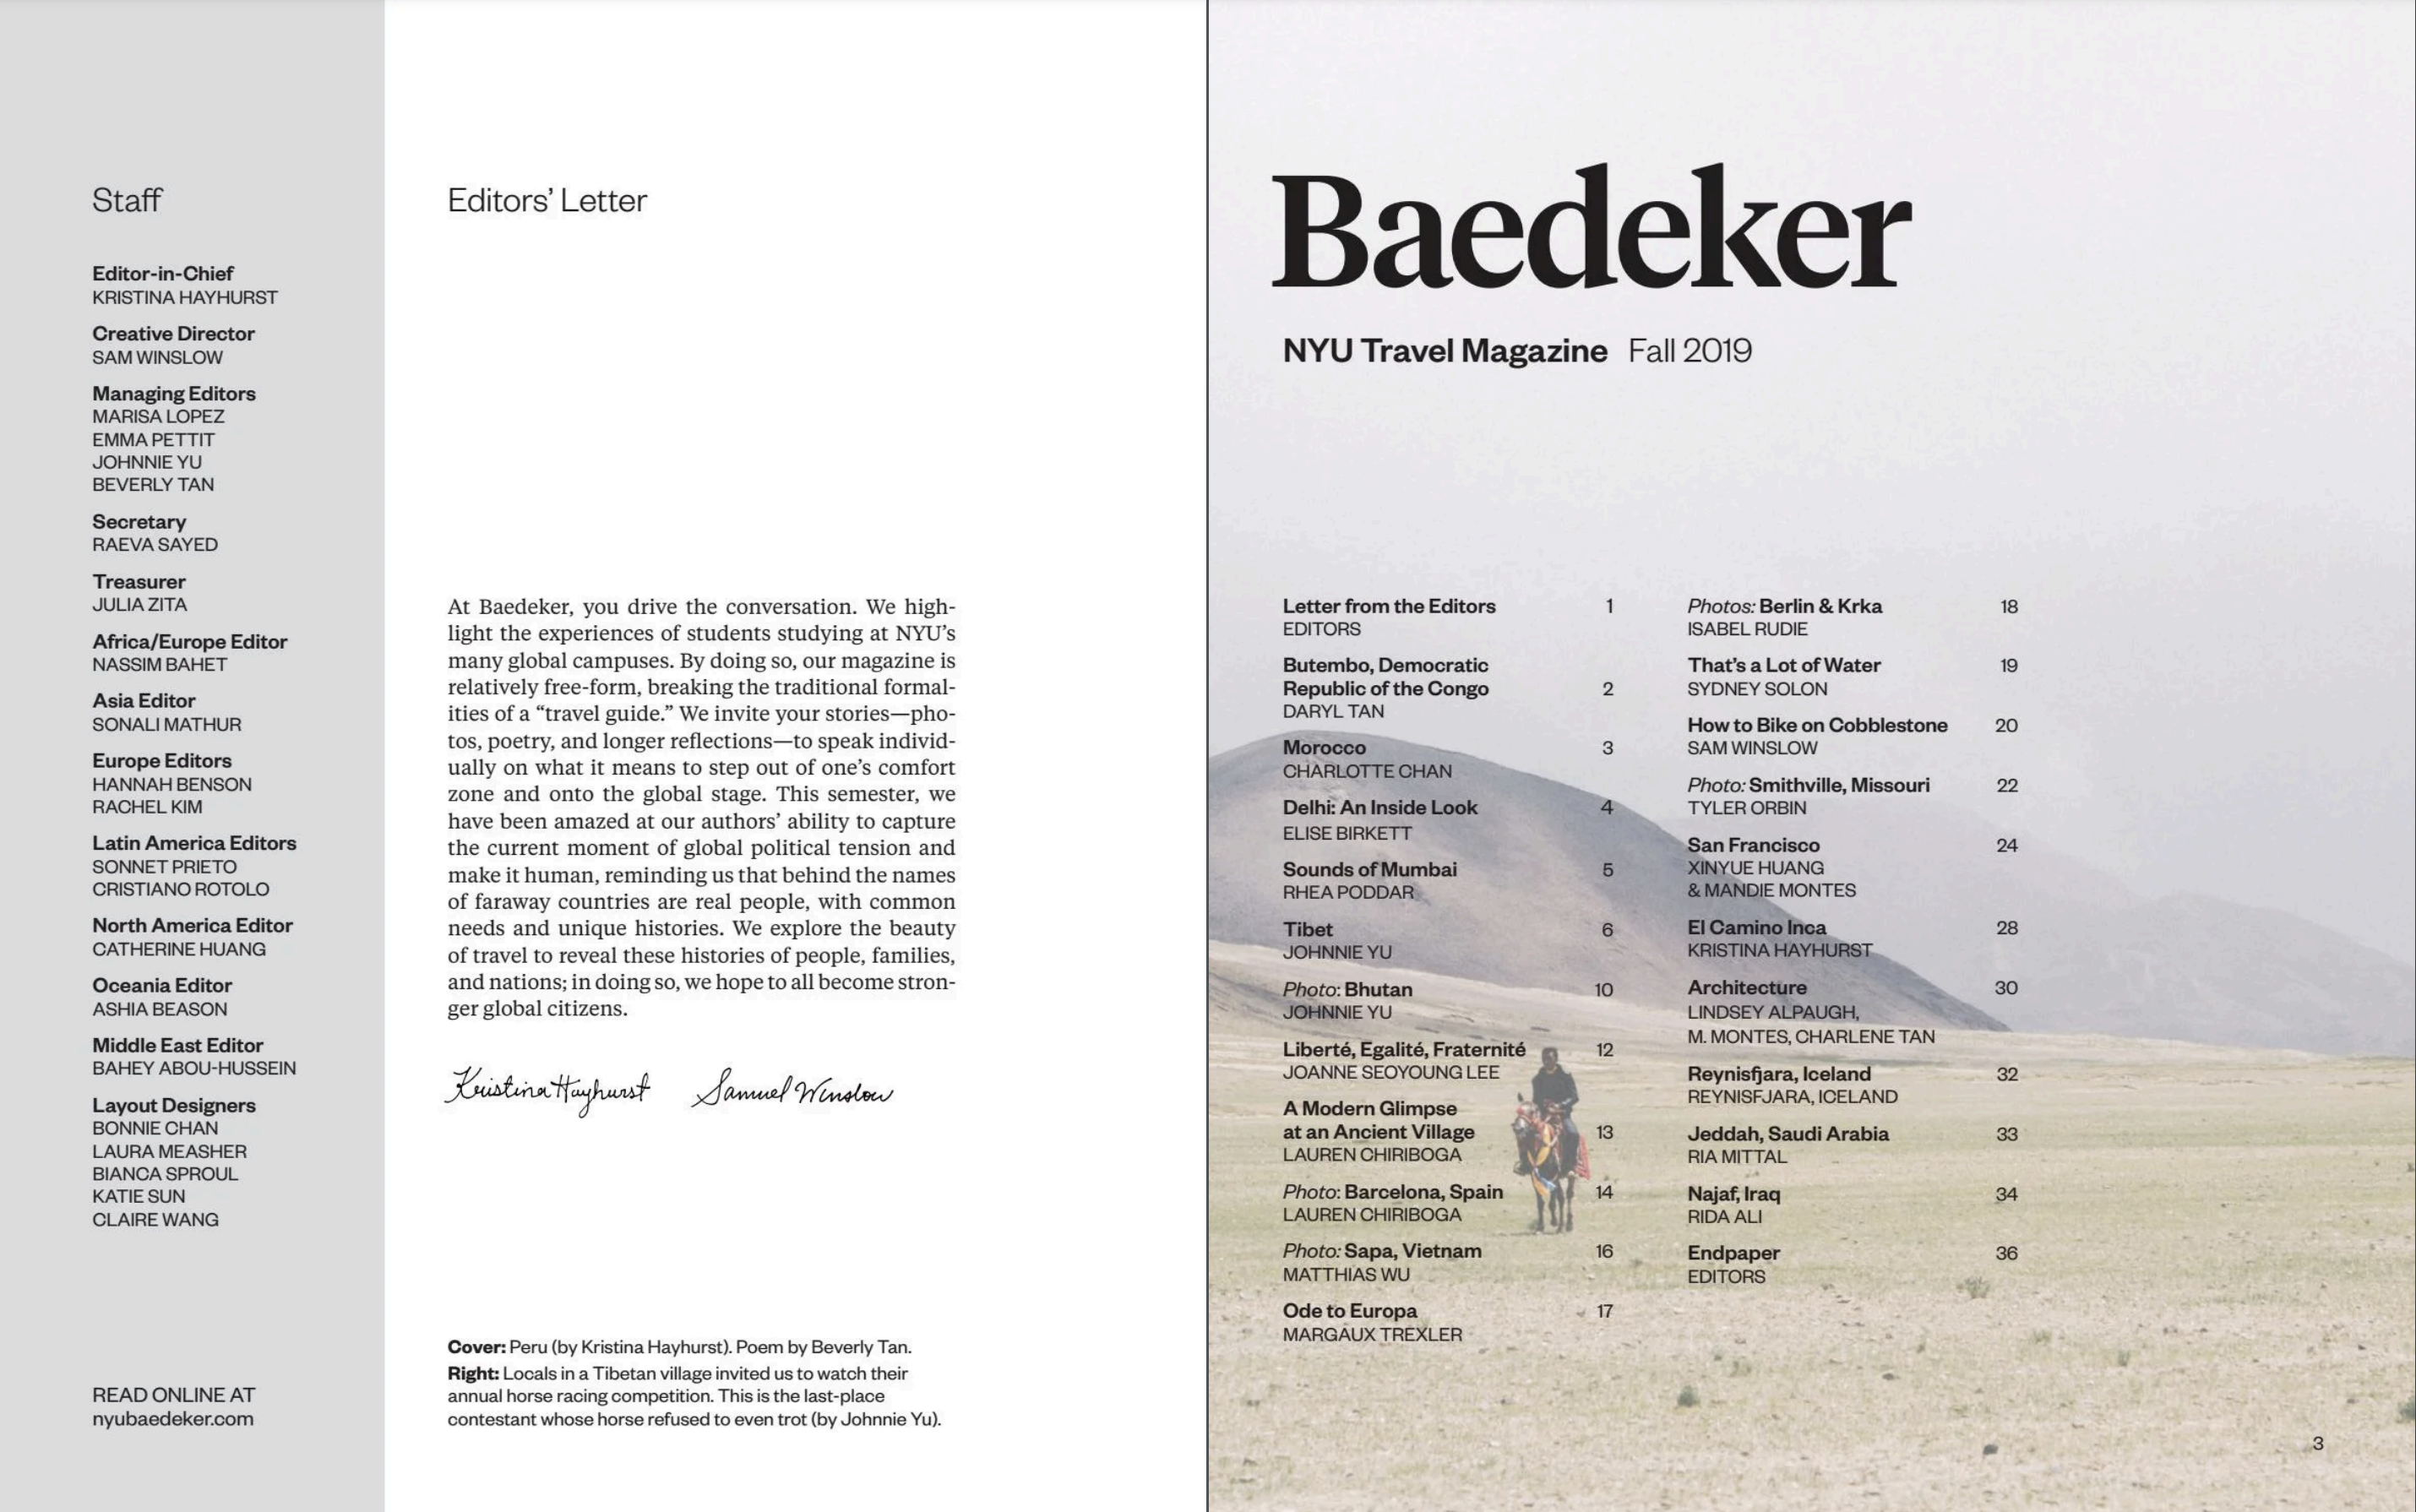 Staff
Editor-in-Chief
KRISTINA HAYHURST
Creative Director
SAM WINSLOW
Managing Editors
MARISA LOPEZ
EMMA PETTIT
JOHNNIE YU
BEVERLY TAN
Secretary
RAEVA SAYED
Treasurer
JULIA ZITA
Africa/Europe Editor
NASSIM BAHET
Asia Editor
SONALI MATHUR
Europe Editors
HANNAH BENSON
RACHEL KIM
Latin America Editors
SONNET PRIETO
CRISTIANO ROTOLO
North America Editor
CATHERINE HUANG
Oceania Editor
ASHIA BEASON
Middle East Editor
BAHEY ABOU-HUSSEIN
Layout Designers
BONNIE CHAN
LAURA MEASHER
BIANCA SPROUL
KATIE SUN
CLAIRE WANG
READ ONLINE AT
nyubaedeker.com
Editors’ Letter
At Baedeker, you drive the conversation. We high-
light the experiences of students studying at NYU’s
many global campuses. By doing so, our magazine is
relatively free-form, breaking the traditional formal-
ities of a “travel guide.” We invite your stories—pho-
tos, poetry, and longer reflections—to speak individ-
ually on what it means to step out of one’s comfort
zone and onto the global stage. This semester, we
have been amazed at our authors’ ability to capture
the current moment of global political tension and
make it human, reminding us that behind the names
of faraway countries are real people, with common
needs and unique histories. We explore the beauty
of travel to reveal these histories of people, families,
and nations; in doing so, we hope to all become stron-
ger global citizens.
Kristina Hayhurst Samuel Winslow
Cover: Peru (by Kristina Hayhurst). Poem by Beverly Tan.
Right: Locals in a Tibetan village invited us to watch their
annual horse racing competition. This is the last-place
contestant whose horse refused to even trot (by Johnnie Yu).
Baedeker
NYU Travel Magazine Fall 2019
Letter from the Editors 1
EDITORS
Butembo, Democratic
Republic of the Congo 2
DARYL TAN
Morocco 3
CHARLOTTE CHAN
Delhi: An Inside Look 4
ELISE BIRKETT
Sounds of Mumbai 5
RHEA PODDAR
Tibet 6
JOHNNIE YU
Photo: Bhutan 10
JOHNNIE YU
Liberté, Egalité, Fraternité 12
JOANNE SEOYOUNG LEE
A Modern Glimpse
at an Ancient Village 13
LAUREN CHIRIBOGA
Photo: Barcelona, Spain 14
LAUREN CHIRIBOGA
Photo: Sapa, Vietnam 16
MATTHIAS WU
Ode to Europa 17
MARGAUX TREXLER
Photos: Berlin & Krka 18
ISABEL RUDIE
That’s a Lot of Water 19
SYDNEY SOLON
How to Bike on Cobblestone 20
SAM WINSLOW
Photo: Smithville, Missouri 22
TYLER ORBIN
San Francisco 24
XINYUE HUANG
& MANDIE MONTES
El Camino Inca 28
KRISTINA HAYHURST
Architecture 30
LINDSEY ALPAUGH,
M. MONTES, CHARLENE TAN
Reynisfjara, Iceland 32
REYNISFJARA, ICELAND
Jeddah, Saudi Arabia 33
RIA MITTAL
Najaf, Iraq 34
RIDA ALI
Endpaper 36
EDITORS
3